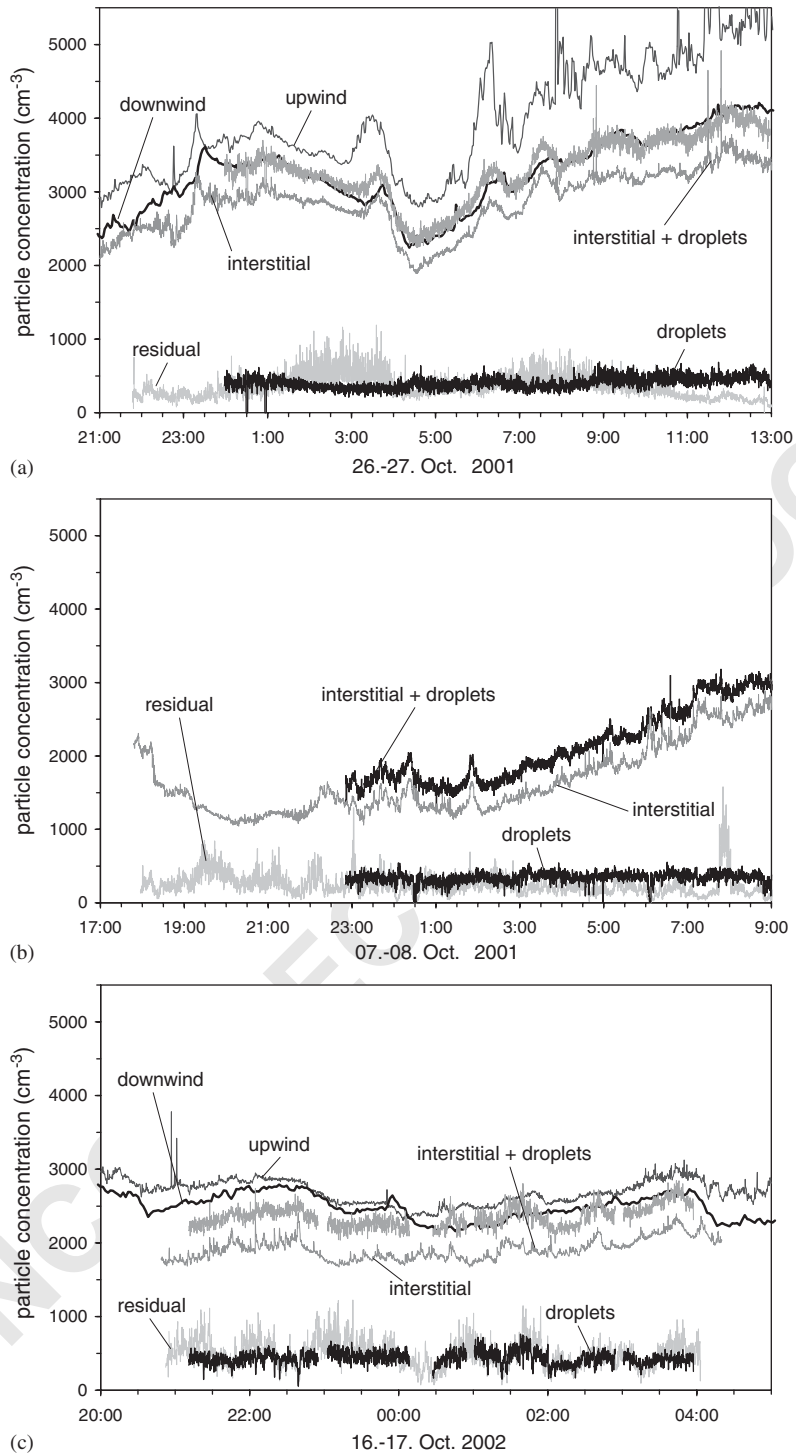 particle concentration (cm-3)
5000
4000
3000
2000
1000
0
downwind
upwind
interstitial
interstitial + droplets
residual
droplets
21:00 23:00 1:00 3:00 5:00 7:00 9:00 11:00 13:00
(a) 26.-27. Oct. 2001
particle concentration (cm-3)
5000
4000
3000
2000
1000
0
residual
interstitial + droplets
interstitial
droplets
17:00 19:00 21:00 23:00 1:00 3:00 5:00 7:00 9:00
(b) 07.-08. Oct. 2001
particle concentration (cm-3)
5000
4000
3000
2000
1000
0
downwind
upwind
interstitial + droplets
interstitial
residual
droplets
20:00 22:00 00:00 02:00 04:00
(c) 16.-17. Oct. 2002